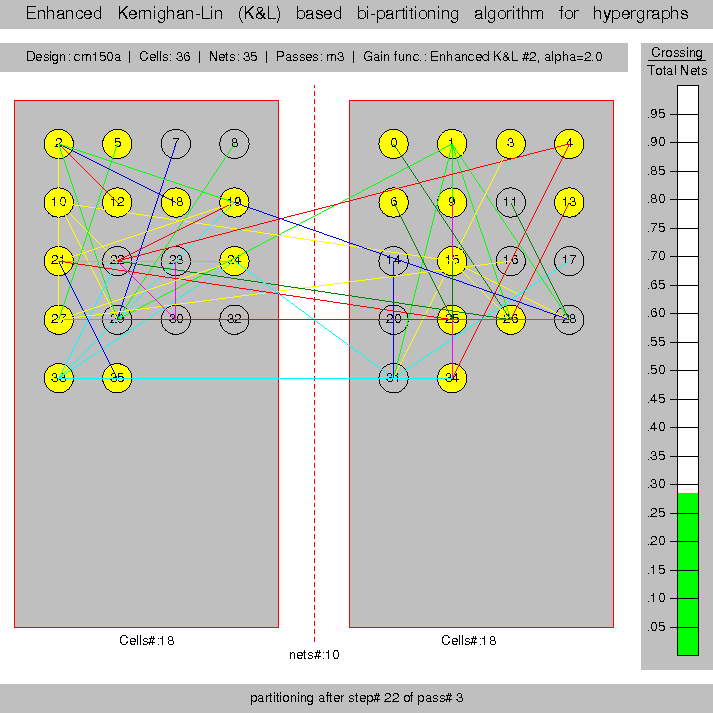 Enhanced Kernighan-Lin (K&L) based bi-partitioning algorithm for hypergraphs
Design: cm150a | Cells: 36 | Nets: 35 | Passes: m3 | Gain func.: Enhanced K&L #2, alpha=2.0
Crossing
Total Nets
2 5 7 8 0 1 3 4
10 12 18 19 6 9 11 13
21 22 23 24 14 15 16 17
27 29 30 32 20 25 26 28
33 35 31 34
.95
.90
.85
.80
.75
.70
.65
.60
.55
.50
.45
.40
.35
.30
.25
.20
.15
.10
.05
Cells#:18 Cells#:18
nets#:10
partitioning after step# 22 of pass# 3